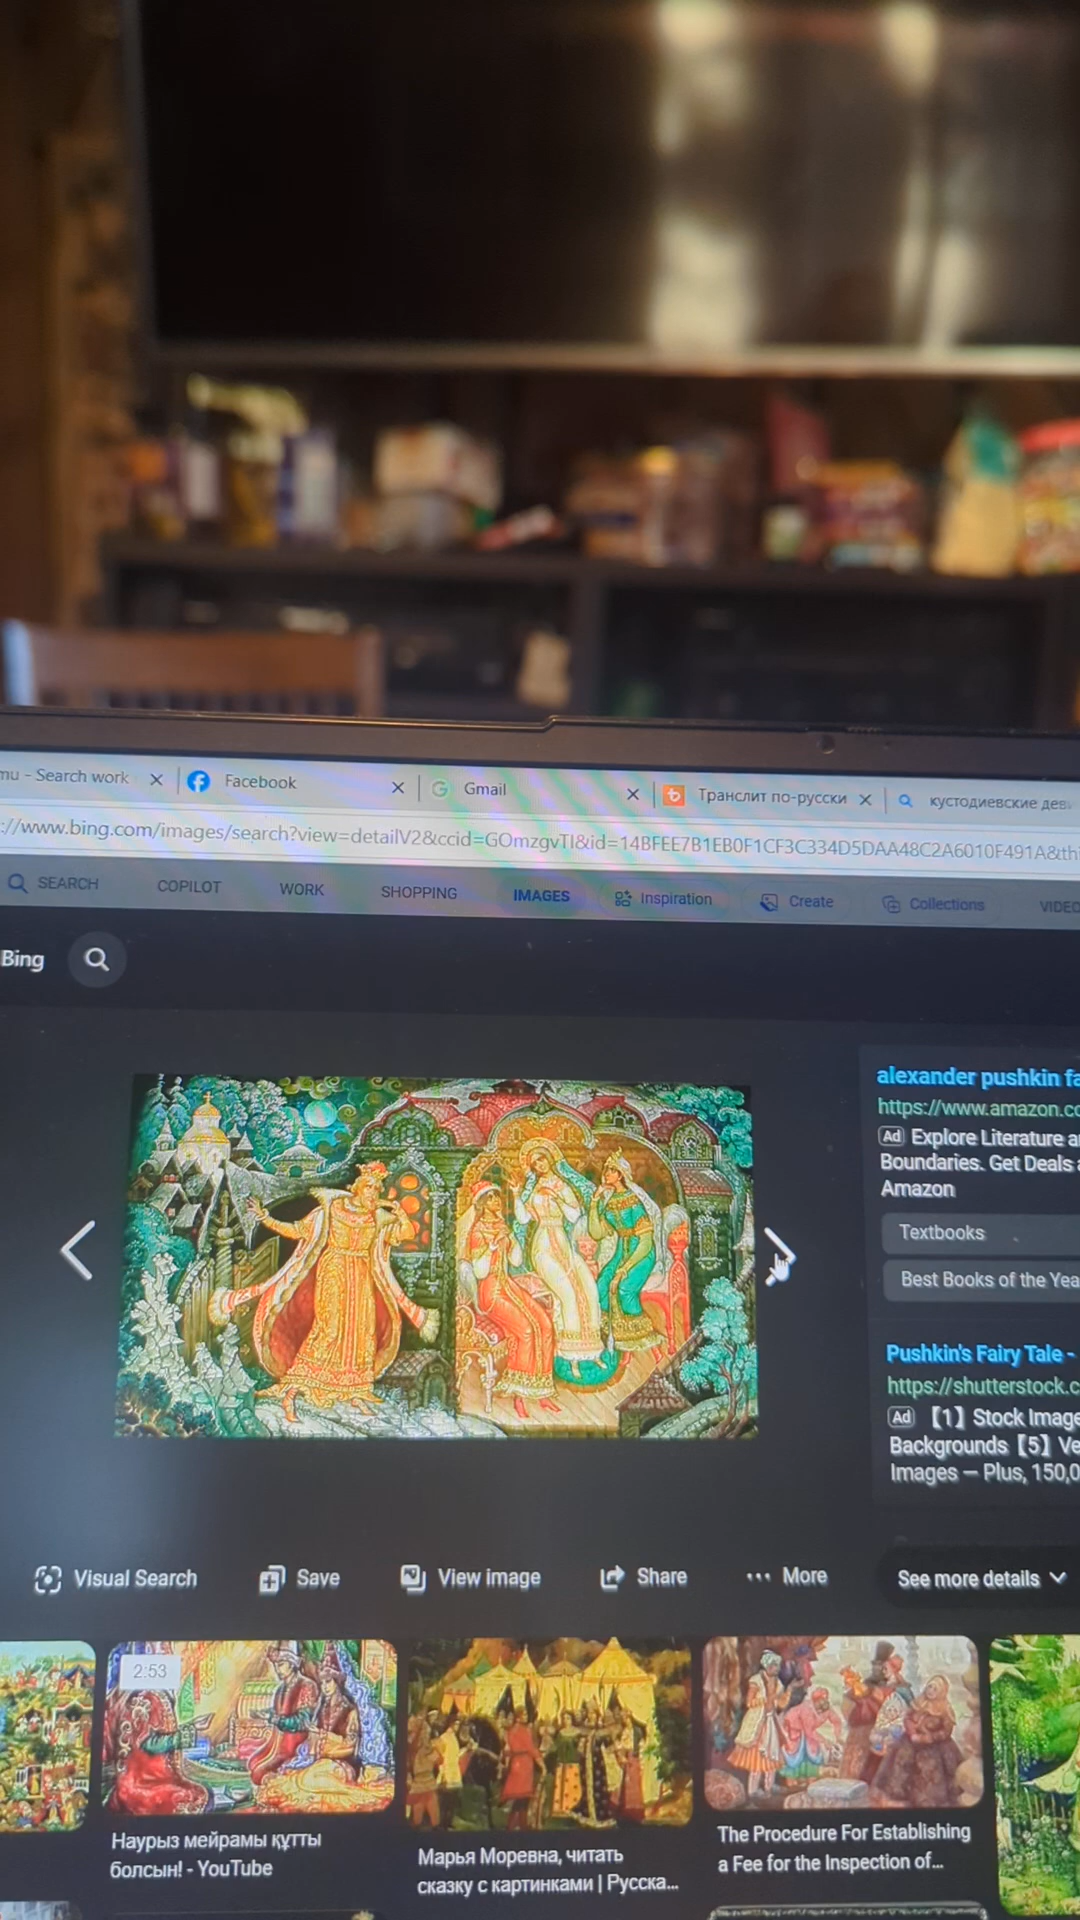 mu - Search work
Facebook
Gmail
Транслит по-русски
кустодиевские дев
://www.bing.com/images/search?view=detailV2&ccid=GOmzgvTI&id=14BFEE7B1EB0F1CF3C334D5DAA48C2A6010F491A&th
SEARCH
COPILOT
WORK
SHOPPING
IMAGES
Inspiration
Create
Collections
VIDEO
Bing
alexander pushkin fa
https://www.amazon.co
Ad Explore Literature a
Boundaries. Get Deals a
Amazon
Textbooks
Best Books of the Yea
Pushkin's Fairy Tale -
https://shutterstock.c
Ad 【1】 Stock Image
Backgrounds【5】Ve
Images — Plus, 150,0
Visual Search
Save
View image
Share
More
See more details
2:53
Наурыз мейрамы құтты
болсын! - YouTube
Марья Моревна, читать
сказку с картинками | Русска...
The Procedure For Establishing
a Fee for the Inspection of...